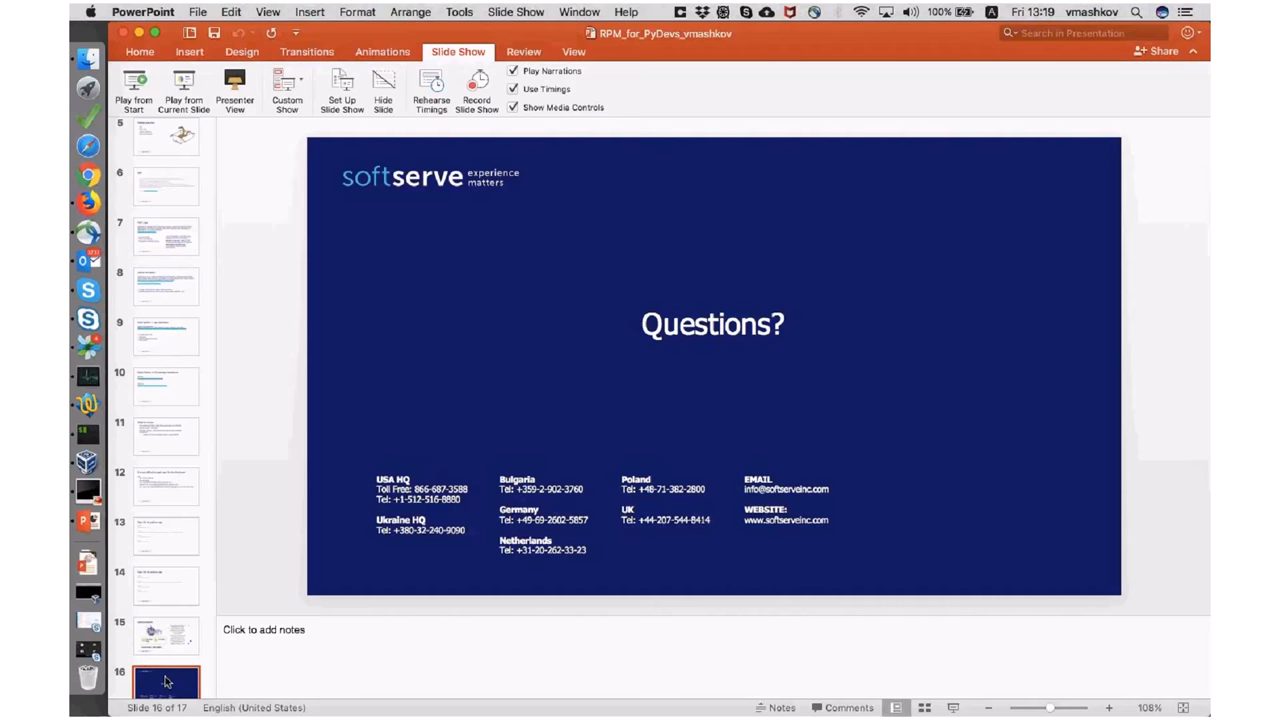 PowerPoint File Edit View Insert Format Arrange Tools Slide Show Window Help 100% Fri 13:19 vmashkov
RPM_for_PyDevs_vmashkov
Search in Presentation
Home Insert Design Transitions Animations Slide Show Review View
Share
Play from Start
Play from Current Slide
Presenter View
Custom Show
Set Up Slide Show
Hide Slide
Rehearse Timings
Record Slide Show
Play Narrations
Use Timings
Show Media Controls
5
6
7
8
9
10
11
12
13
14
15
16
softserve experience matters
Questions?
USA HQ
Toll Free: 866-687-3588
Tel: +1-512-516-8880
Ukraine HQ
Tel: +380-32-240-9090
Bulgaria
Tel: +359-2-902-3760
Germany
Tel: +49-69-2602-5857
Netherlands
Tel: +31-20-262-33-23
Poland
Tel: +48-71-382-2800
UK
Tel: +44-207-544-8414
EMAIL
info@softserveinc.com
WEBSITE:
www.softserveinc.com
Click to add notes
Slide 16 of 17 English (United States)
Notes Comments 108%